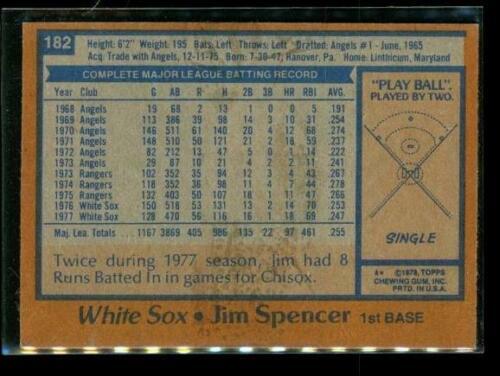 182
Height: 6'2" Weight: 195 Bats: Left Throws: Left Drafted: Angels #1 - June, 1965
Acq: Trade with Angels, 12-11-75 Born: 7-30-47, Hanover, Pa. Home: Linthicum, Maryland
COMPLETE MAJOR LEAGUE BATTING RECORD
Year Club G AB R H 2B 3B HR RBI AVG.
1968 Angels 19 68 2 13 1 0 0 5 .191
1969 Angels 113 386 39 98 14 3 10 31 .254
1970 Angels 146 511 61 140 20 4 12 68 .274
1971 Angels 148 510 50 121 21 2 18 59 .237
1972 Angels 82 212 13 47 5 0 1 14 .222
1973 Angels 29 87 10 21 4 2 2 11 .241
1973 Rangers 102 352 35 94 12 3 4 43 .267
1974 Rangers 118 352 36 98 11 4 7 44 .278
1975 Rangers 132 403 50 107 18 1 11 47 .266
1976 White Sox 150 518 53 131 13 2 14 70 .253
1977 White Sox 128 470 56 116 16 1 18 69 .247
Maj. Lea. Totals 1167 3869 405 986 135 22 97 461 .255
Twice during 1977 season, Jim had 8
Runs Batted In in games for Chisox.
"PLAY BALL"
PLAYED BY TWO.
SINGLE
© 1978, TOPPS
CHEWING GUM, INC.
PRTD. IN U.S.A.
White Sox • Jim Spencer 1st BASE